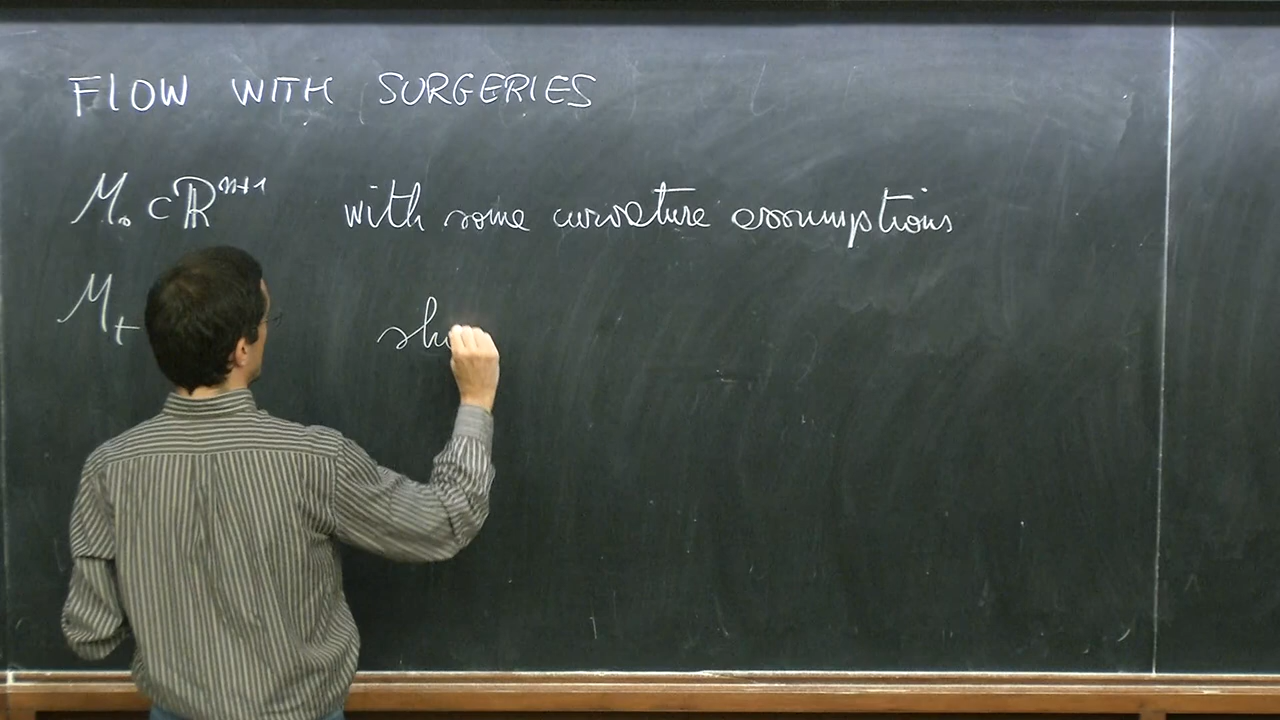 FLOW WITH SURGERIES
M₀ ⊂ ℝⁿ⁺¹ with some curvature assumptions
Mₜ